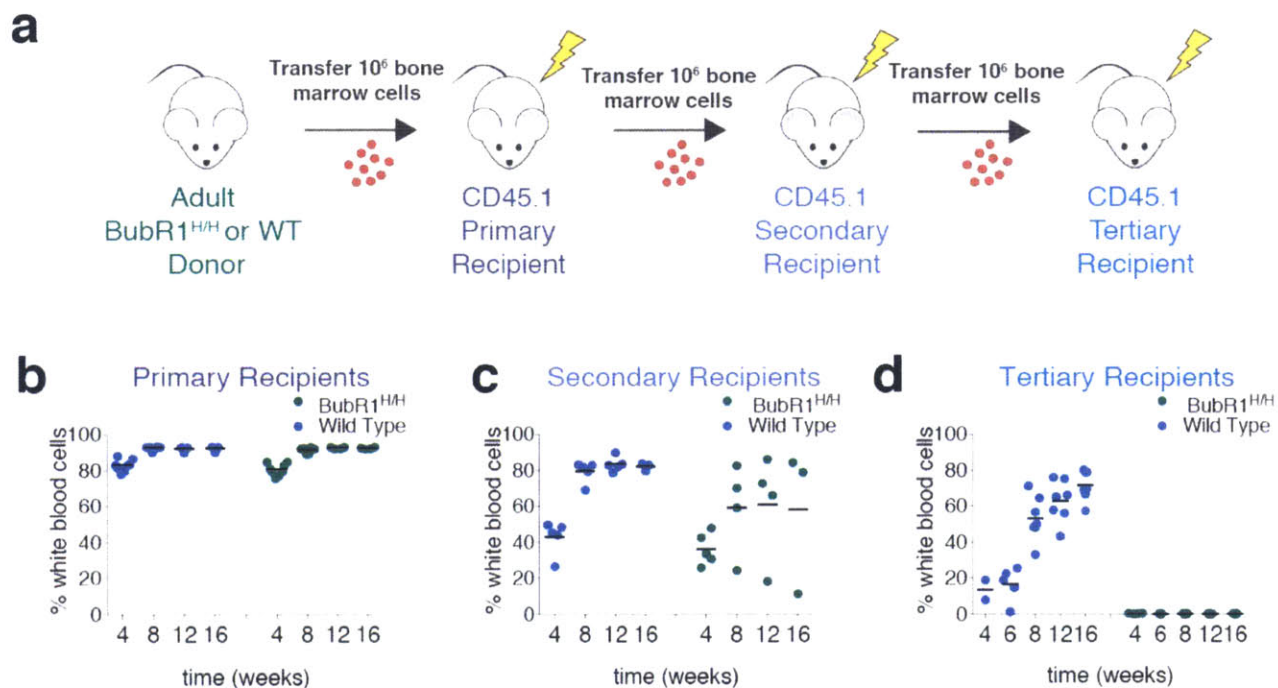 a
Transfer 10⁶ bone
marrow cells
Transfer 10⁶ bone
marrow cells
Transfer 10⁶ bone
marrow cells
Adult
BubR1ᴴ/ᴴ or WT
Donor
CD45.1
Primary
Recipient
CD45.1
Secondary
Recipient
CD45.1
Tertiary
Recipient
b
Primary Recipients
BubR1ᴴ/ᴴ
Wild Type
% white blood cells
100
80
60
40
20
0
4 8 12 16 4 8 12 16
time (weeks)
c
Secondary Recipients
BubR1ᴴ/ᴴ
Wild Type
% white blood cells
100
80
60
40
20
0
4 8 12 16 4 8 12 16
time (weeks)
d
Tertiary Recipients
BubR1ᴴ/ᴴ
Wild Type
% white blood cells
100
80
60
40
20
0
4 6 8 12 16 4 6 8 12 16
time (weeks)